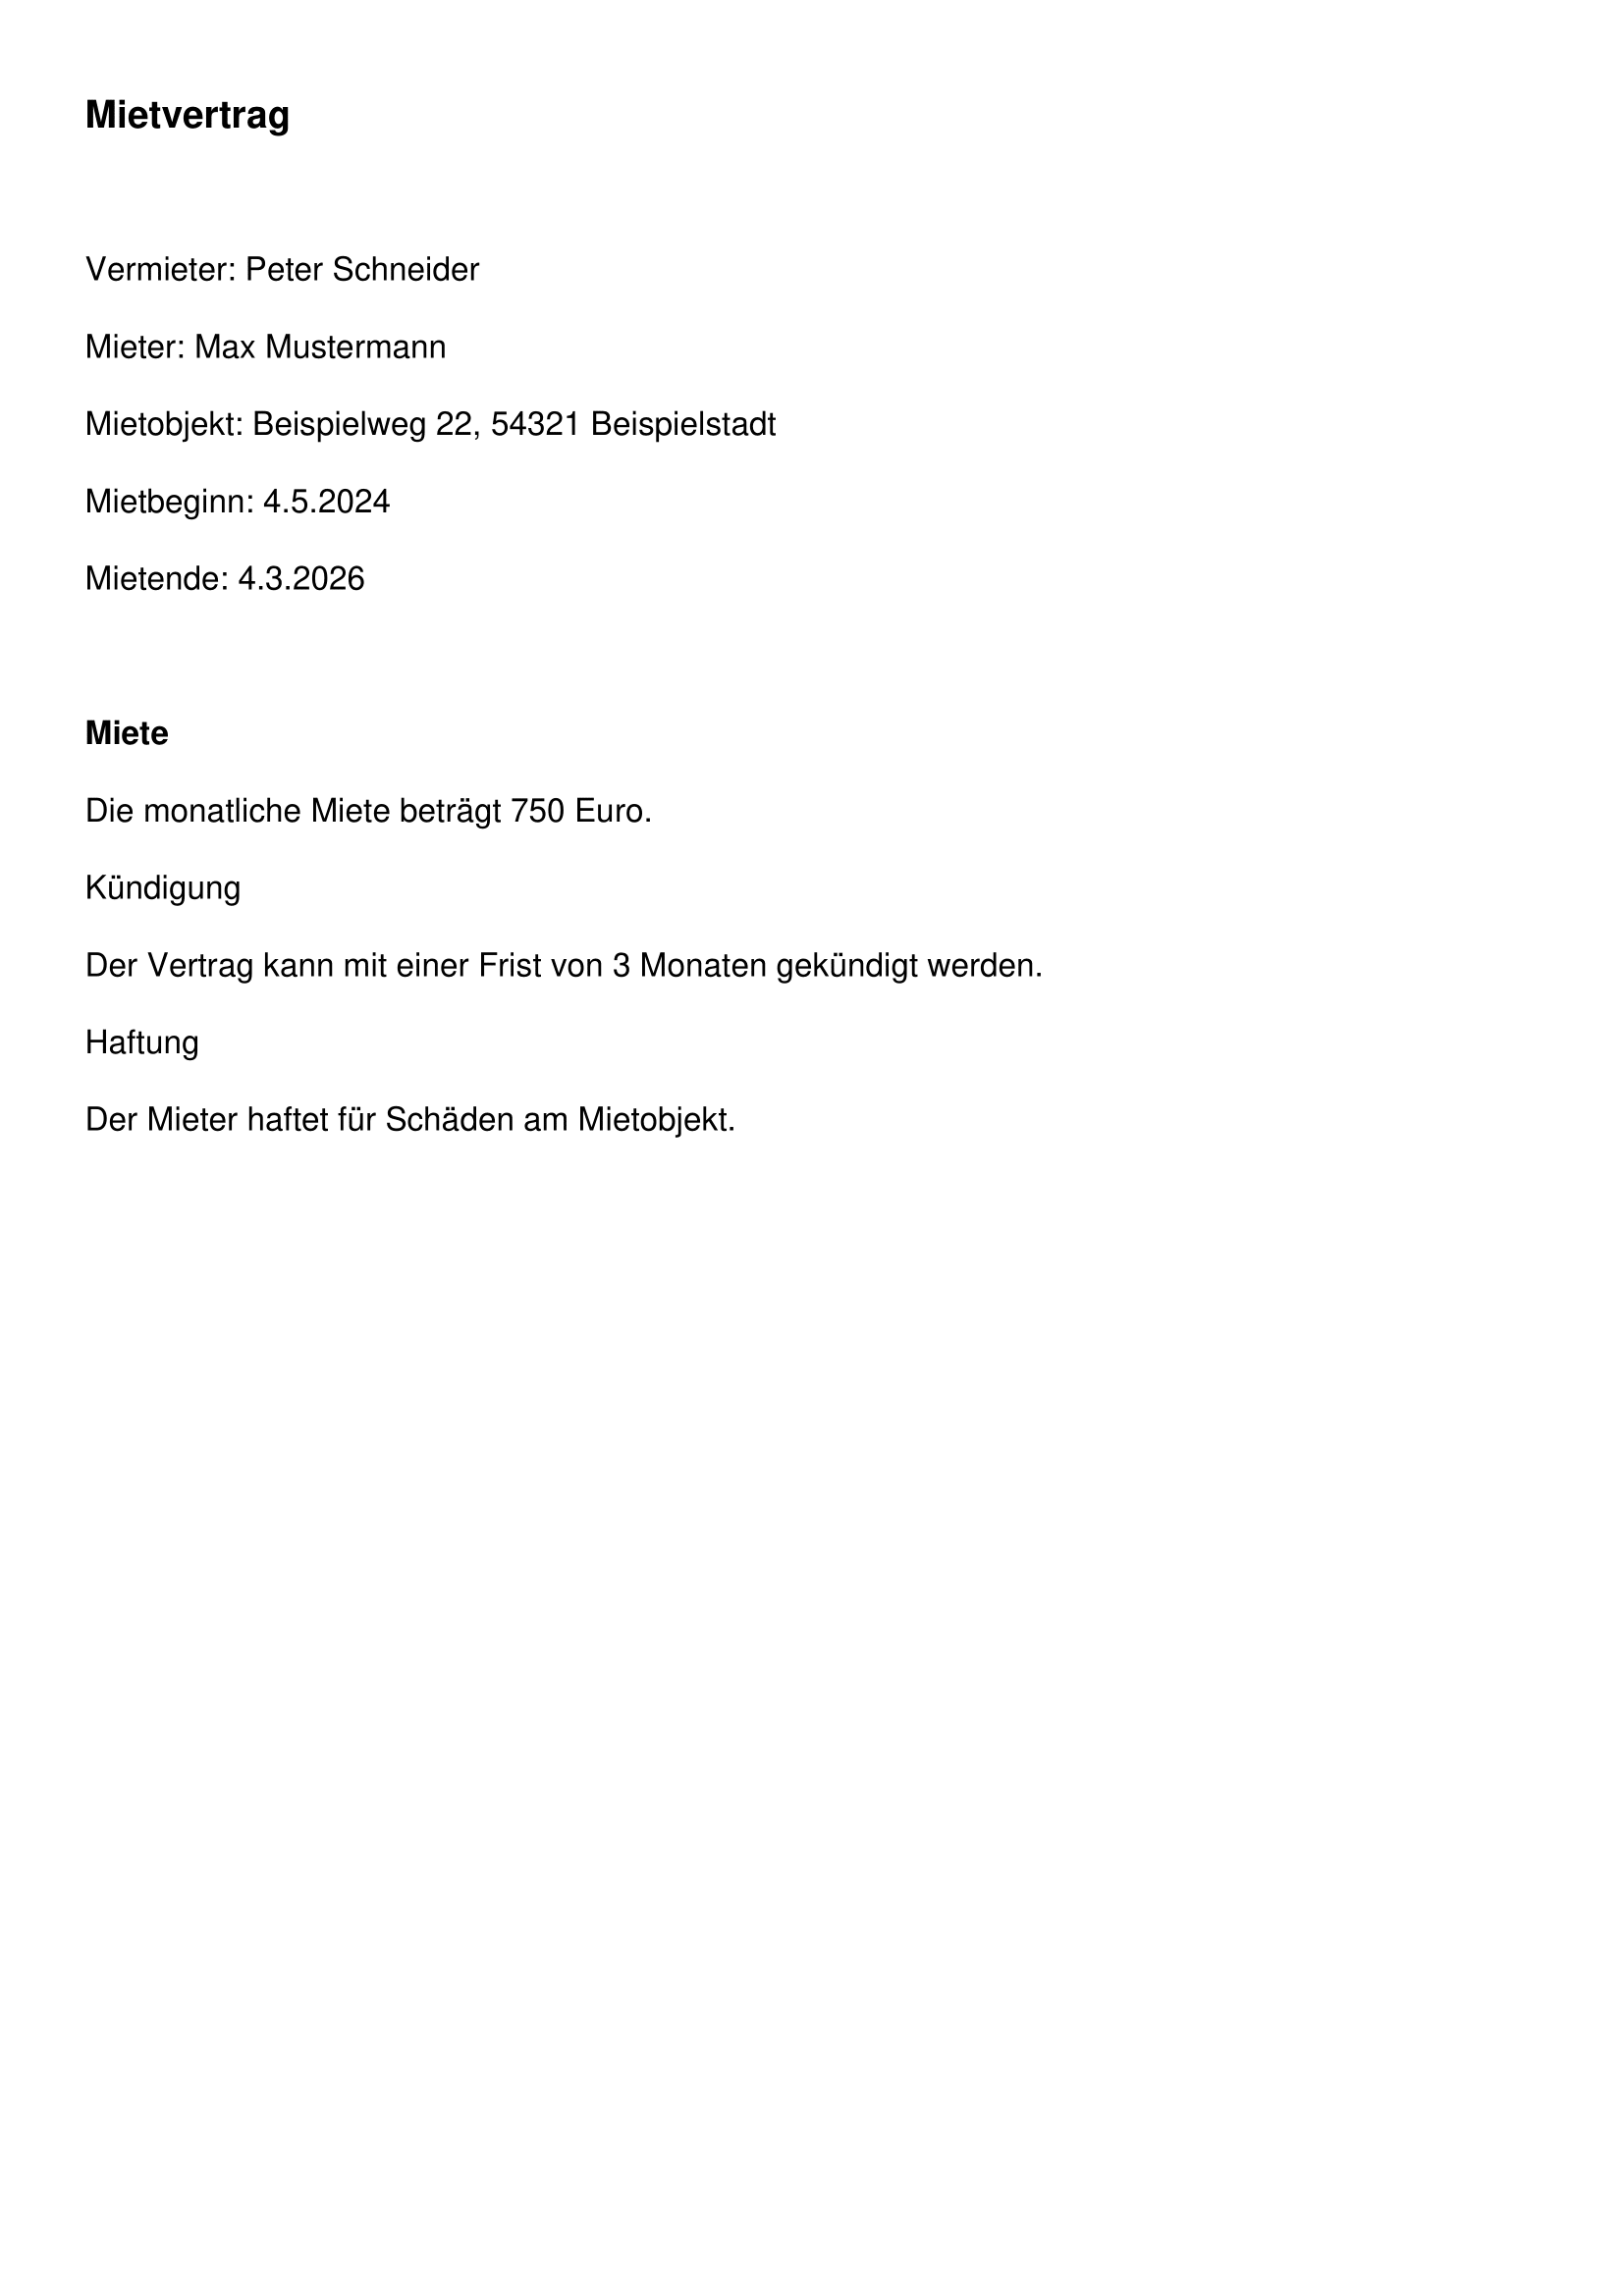 Mietvertrag
Vermieter: Peter Schneider
Mieter: Max Mustermann
Mietobjekt: Beispielweg 22, 54321 Beispielstadt
Mietbeginn: 4.5.2024
Mietende: 4.3.2026
Miete
Die monatliche Miete beträgt 750 Euro.
Kündigung
Der Vertrag kann mit einer Frist von 3 Monaten gekündigt werden.
Haftung
Der Mieter haftet für Schäden am Mietobjekt.